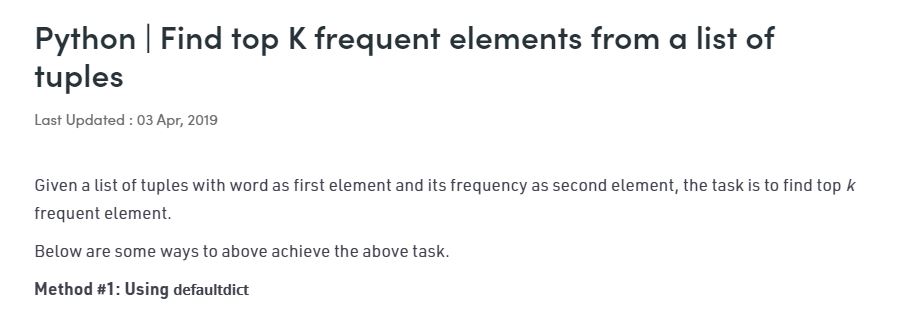 Python | Find top K frequent elements from a list of
tuples
Last Updated : 03 Apr, 2019
Given a list of tuples with word as first element and its frequency as second element, the task is to find top k
frequent element.
Below are some ways to above achieve the above task.
Method #1: Using defaultdict